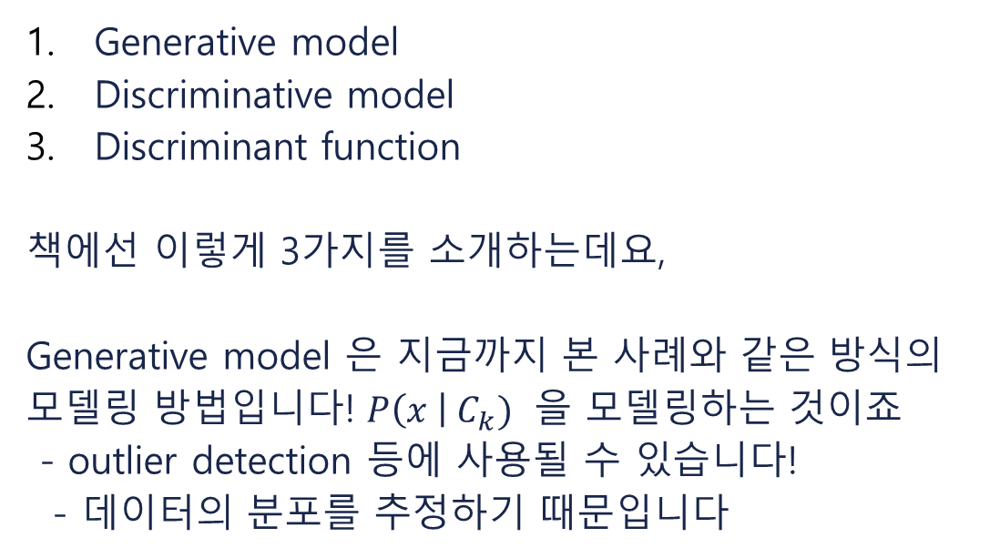 1. Generative model
2. Discriminative model
3. Discriminant function
책에선 이렇게 3가지를 소개하는데요,
Generative model 은 지금까지 본 사례와 같은 방식의
모델링 방법입니다! 𝑃(𝑥 | 𝐶ₖ) 을 모델링하는 것이죠
- outlier detection 등에 사용될 수 있습니다!
- 데이터의 분포를 추정하기 때문입니다